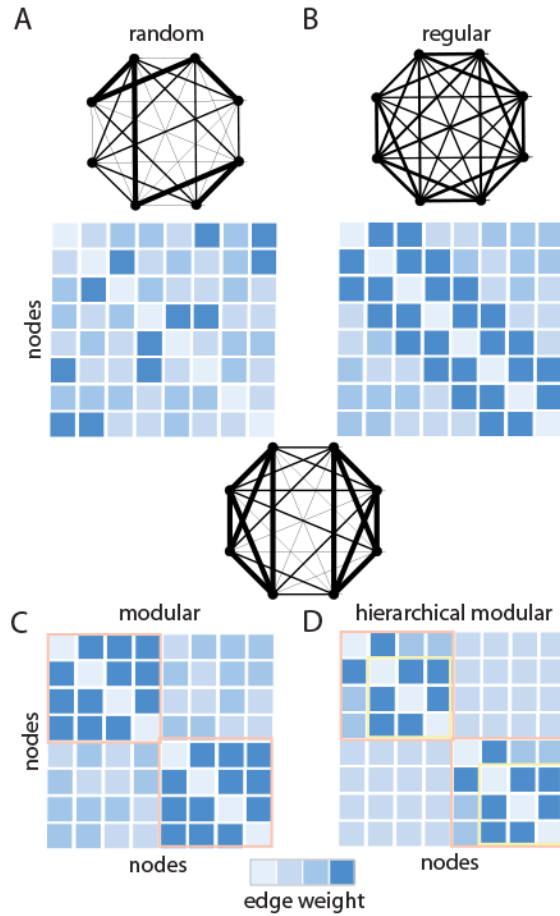 A
random
B
regular
nodes
modular
hierarchical modular
C
D
nodes
nodes
nodes
edge weight